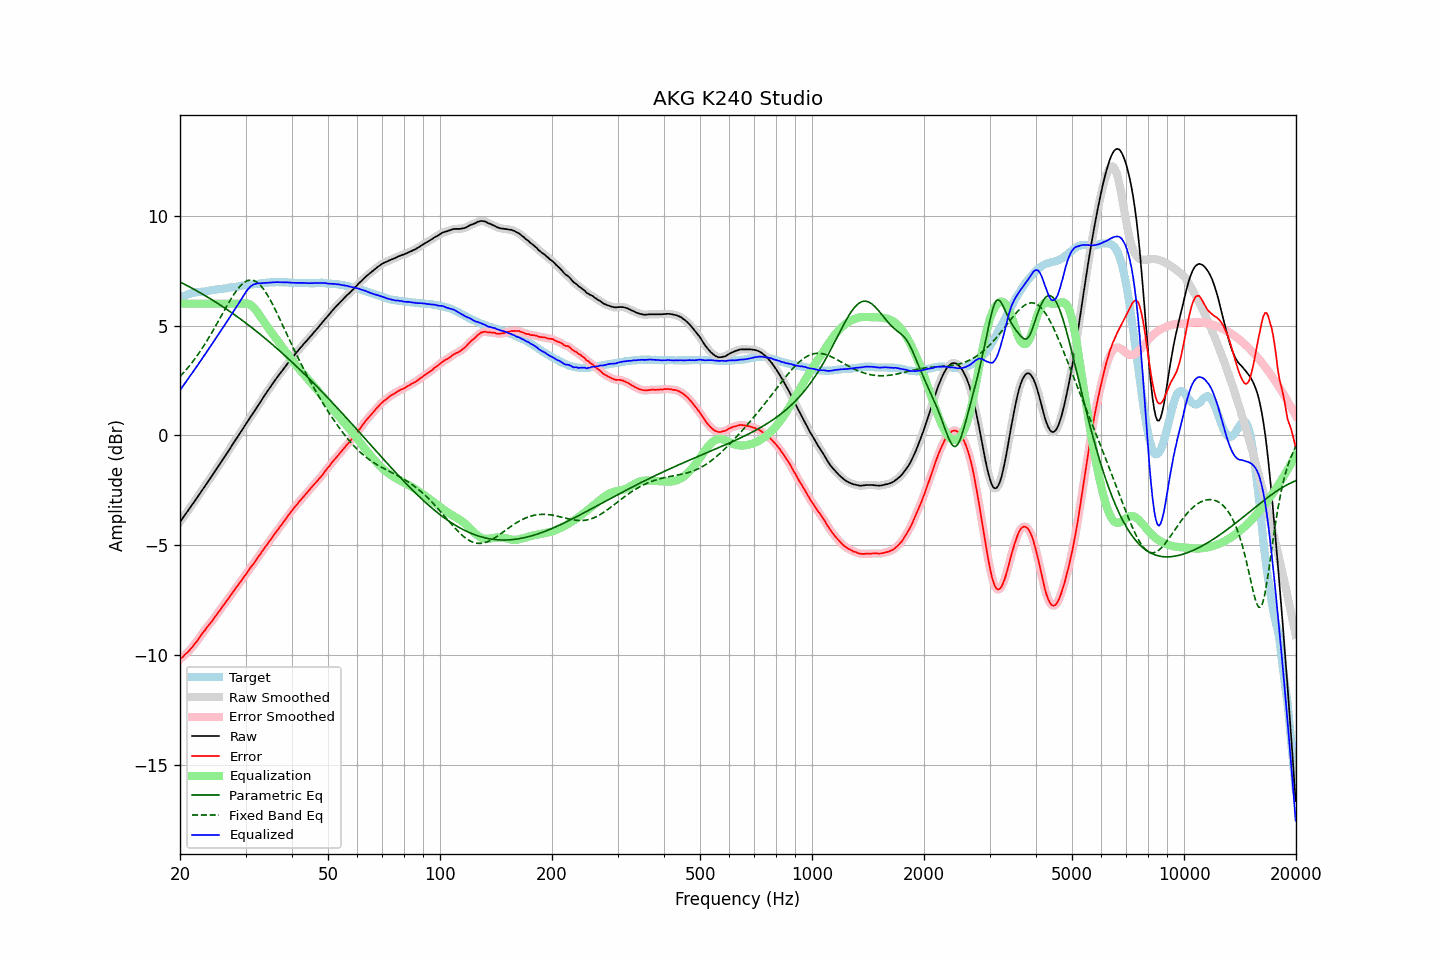 AKG K240 Studio
Amplitude (dBr)
10
5
0
−5
−10
−15
Target
Raw Smoothed
Error Smoothed
Raw
Error
Equalization
Parametric Eq
Fixed Band Eq
Equalized
20 50 100 200 500 1000 2000 5000 10000 20000
Frequency (Hz)